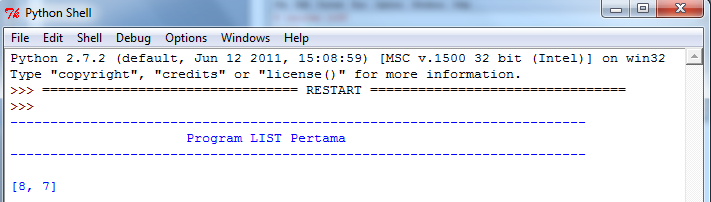 Python Shell
File Edit Shell Debug Options Windows Help
Python 2.7.2 (default, Jun 12 2011, 15:08:59) [MSC v.1500 32 bit (Intel)] on win32
Type "copyright", "credits" or "license()" for more information.
>>> ================================ RESTART ================================
>>>
------------------------------------------------------------------------
Program LIST Pertama
------------------------------------------------------------------------
[8, 7]